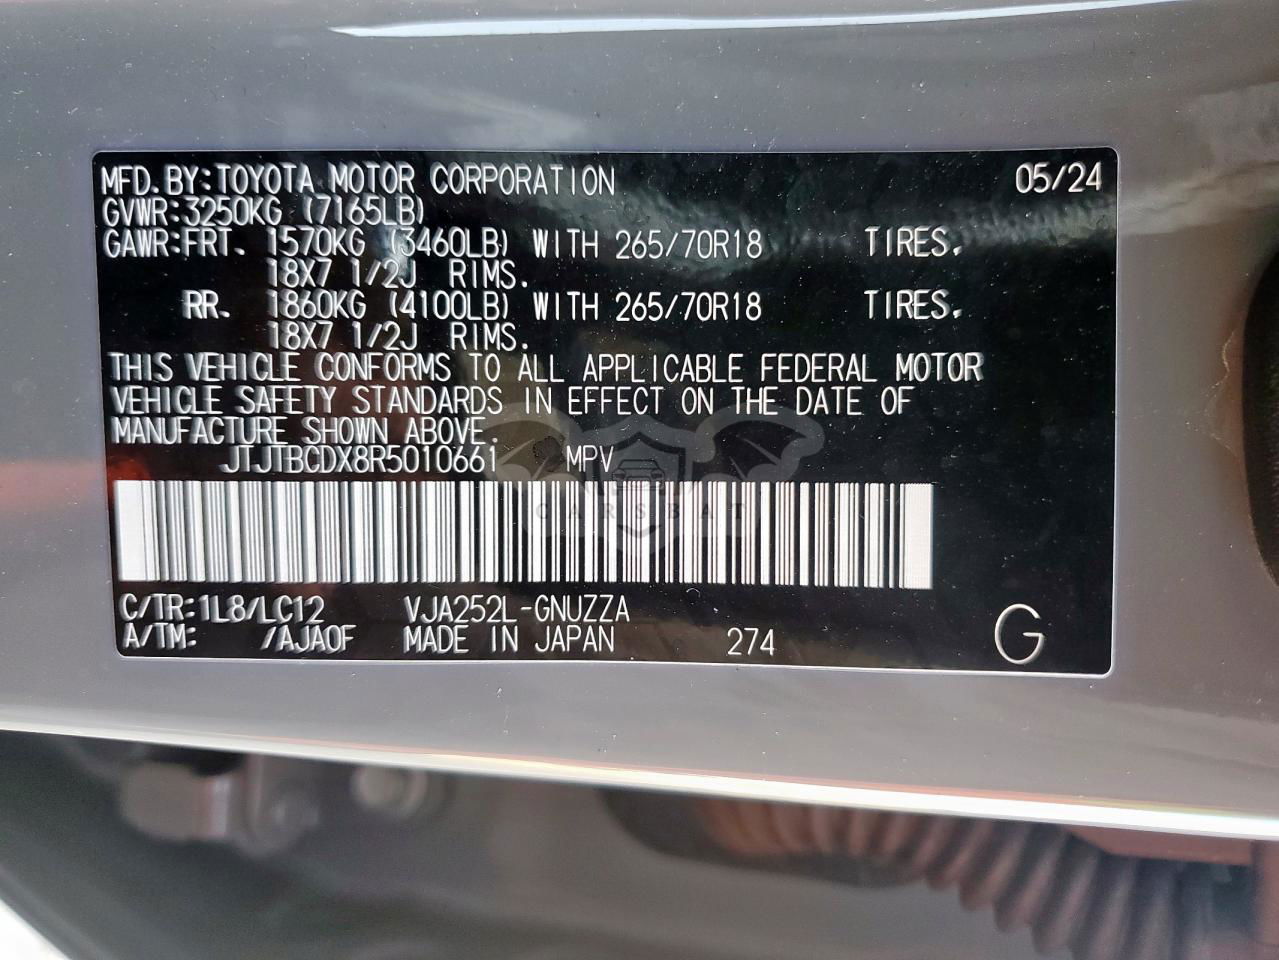 MFD. BY: TOYOTA MOTOR CORPORATION 05/24
GVWR: 3250KG (7165LB)
GAWR: FRT. 1570KG (3460LB) WITH 265/70R18 TIRES.
18X7 1/2J RIMS.
RR. 1860KG (4100LB) WITH 265/70R18 TIRES.
18X7 1/2J RIMS.
THIS VEHICLE CONFORMS TO ALL APPLICABLE FEDERAL MOTOR
VEHICLE SAFETY STANDARDS IN EFFECT ON THE DATE OF
MANUFACTURE SHOWN ABOVE.
JTJTBCDX8R5010661 MPV
CARSBAT
C/TR: 1L8/LC12 VJA252L-GNUZZA
A/TM: /AJA0F MADE IN JAPAN 274 G